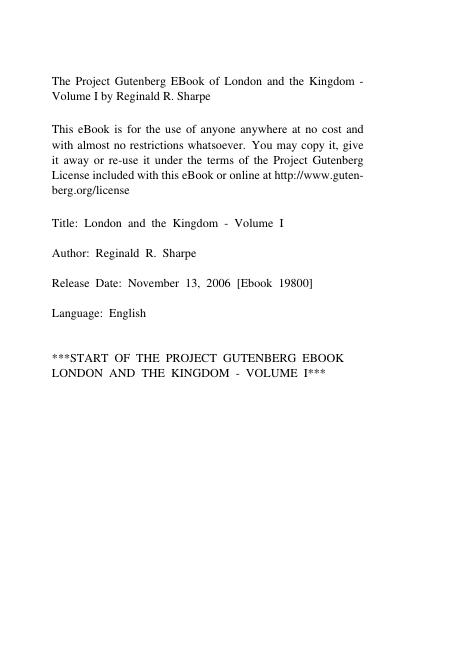 The Project Gutenberg EBook of London and the Kingdom -
Volume I by Reginald R. Sharpe
This eBook is for the use of anyone anywhere at no cost and
with almost no restrictions whatsoever. You may copy it, give
it away or re-use it under the terms of the Project Gutenberg
License included with this eBook or online at http://www.guten-
berg.org/license
Title: London and the Kingdom - Volume I
Author: Reginald R. Sharpe
Release Date: November 13, 2006 [Ebook 19800]
Language: English
***START OF THE PROJECT GUTENBERG EBOOK
LONDON AND THE KINGDOM - VOLUME I***